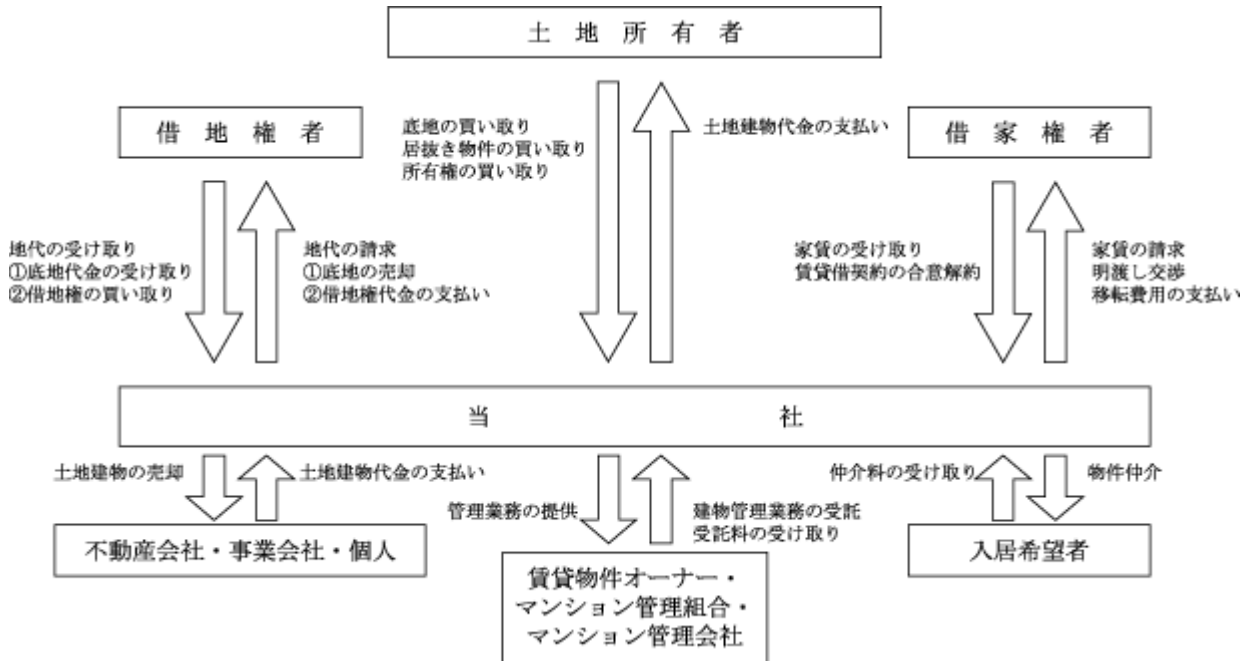 土地所有者
借地権者
底地の買い取り
居抜き物件の買い取り
所有権の買い取り
土地建物代金の支払い
借家権者
地代の受け取り
①底地代金の受け取り
②借地権の買い取り
地代の請求
①底地の売却
②借地権代金の支払い
家賃の受け取り
賃貸借契約の合意解約
家賃の請求
明渡し交渉
移転費用の支払い
当社
土地建物の売却
土地建物代金の支払い
管理業務の提供
建物管理業務の受託
受託料の受け取り
仲介料の受け取り
物件仲介
不動産会社・事業会社・個人
賃貸物件オーナー・
マンション管理組合・
マンション管理会社
入居希望者